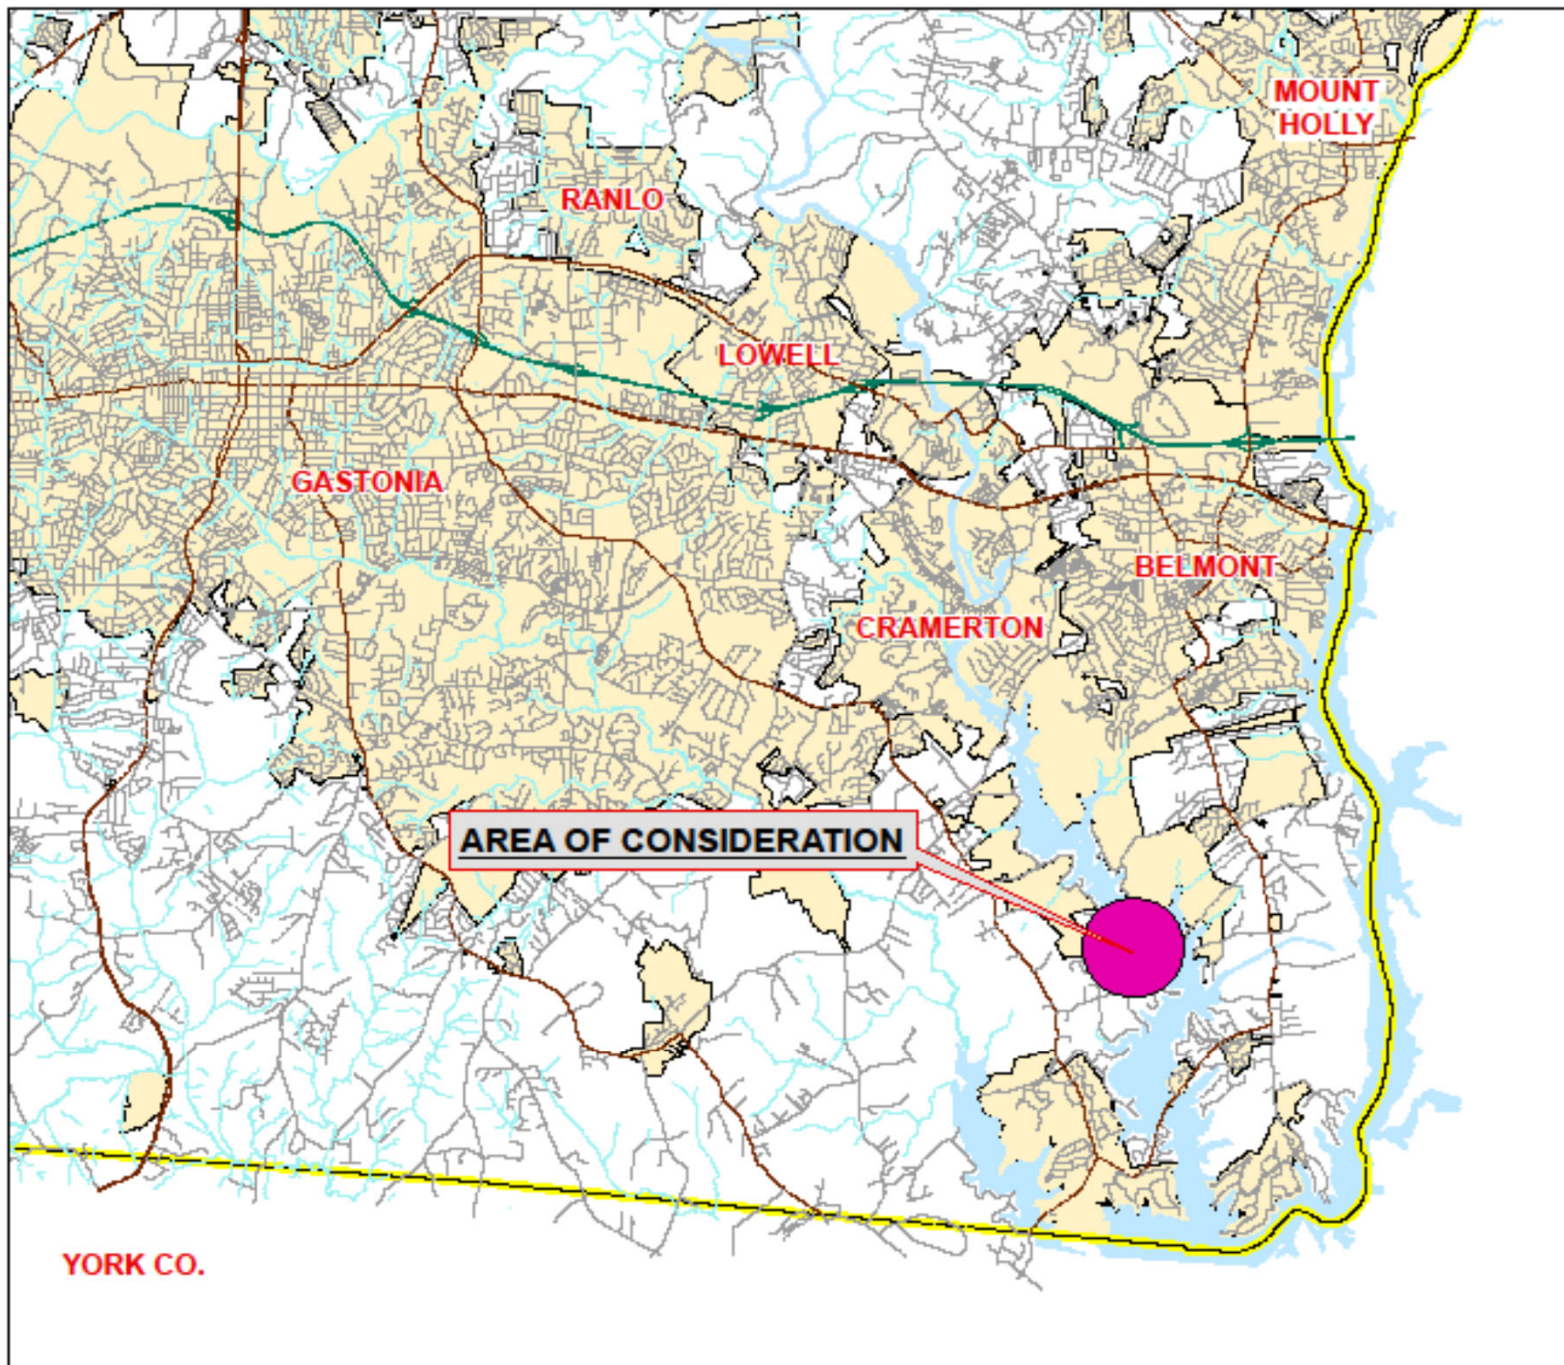 MOUNT
HOLLY
RANLO
LOWELL
GASTONIA
BELMONT
CRAMERTON
AREA OF CONSIDERATION
YORK CO.